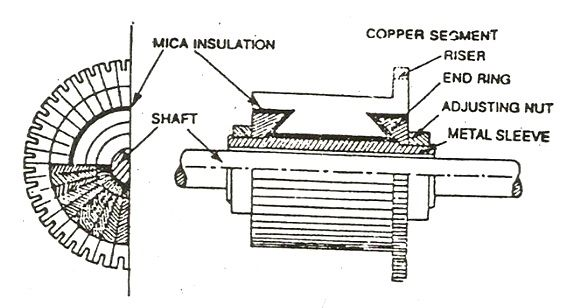 MICA INSULATION
SHAFT
COPPER SEGMENT
RISER
END RING
ADJUSTING NUT
METAL SLEEVE